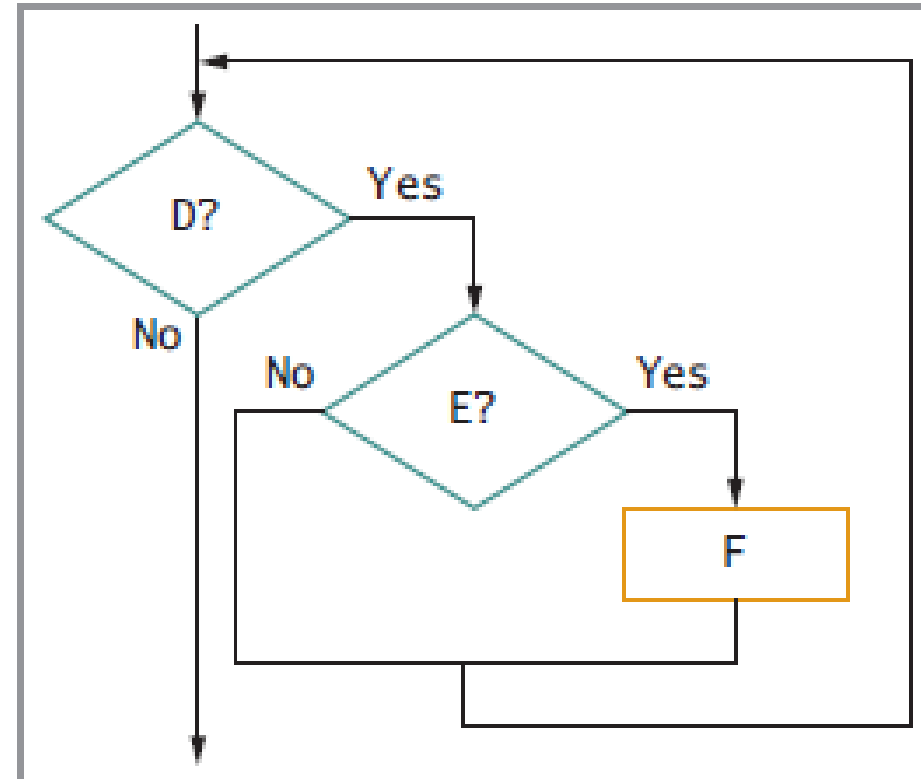 Yes
D?
No
No
Yes
E?
F